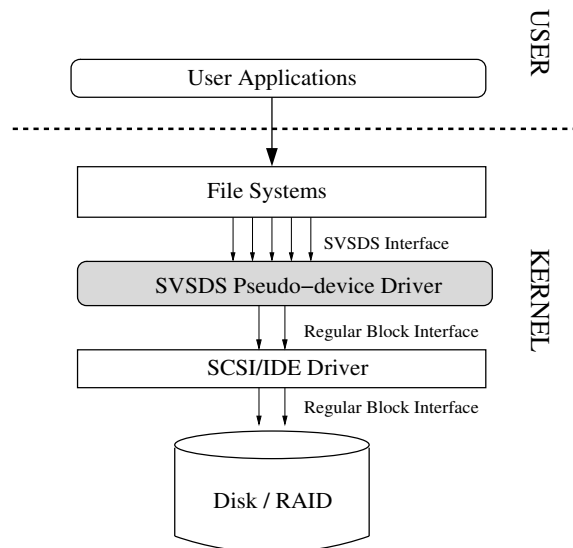 USER
User Applications
File Systems
SVSDS Interface
KERNEL
SVSDS Pseudo−device Driver
Regular Block Interface
SCSI/IDE Driver
Regular Block Interface
Disk / RAID